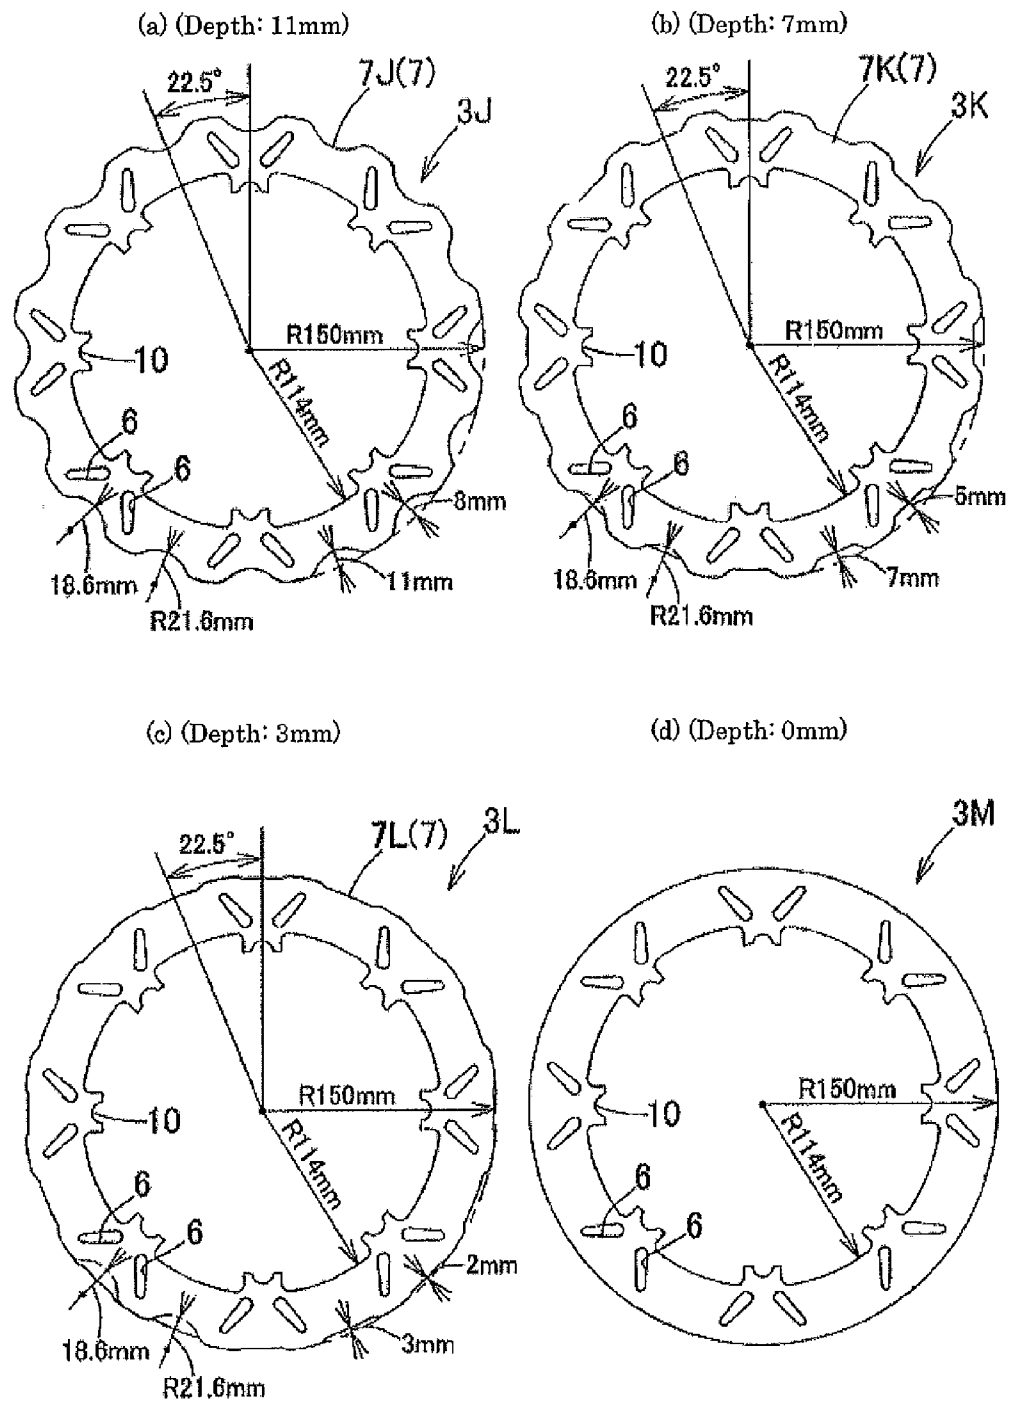 (a) (Depth: 11mm)
22.5°
7J(7)
3J
R150mm
R114mm
10
6
6
8mm
18.6mm
11mm
R21.6mm
(b) (Depth: 7mm)
22.5°
7K(7)
3K
R150mm
R114mm
10
6
6
5mm
18.6mm
7mm
R21.6mm
(c) (Depth: 3mm)
22.5°
7L(7)
3L
R150mm
R114mm
10
6
6
2mm
18.6mm
3mm
R21.6mm
(d) (Depth: 0mm)
3M
R150mm
R114mm
10
6
6